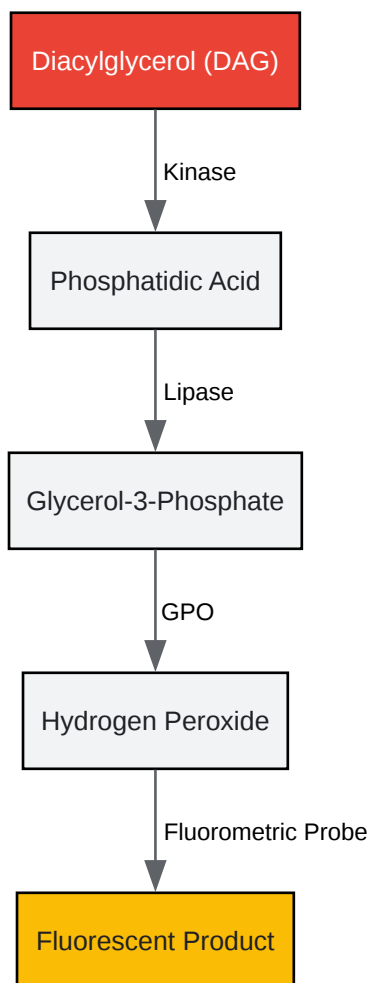 Diacylglycerol (DAG)
Kinase
Phosphatidic Acid
Lipase
Glycerol-3-Phosphate
GPO
Hydrogen Peroxide
Fluorometric Probe
Fluorescent Product